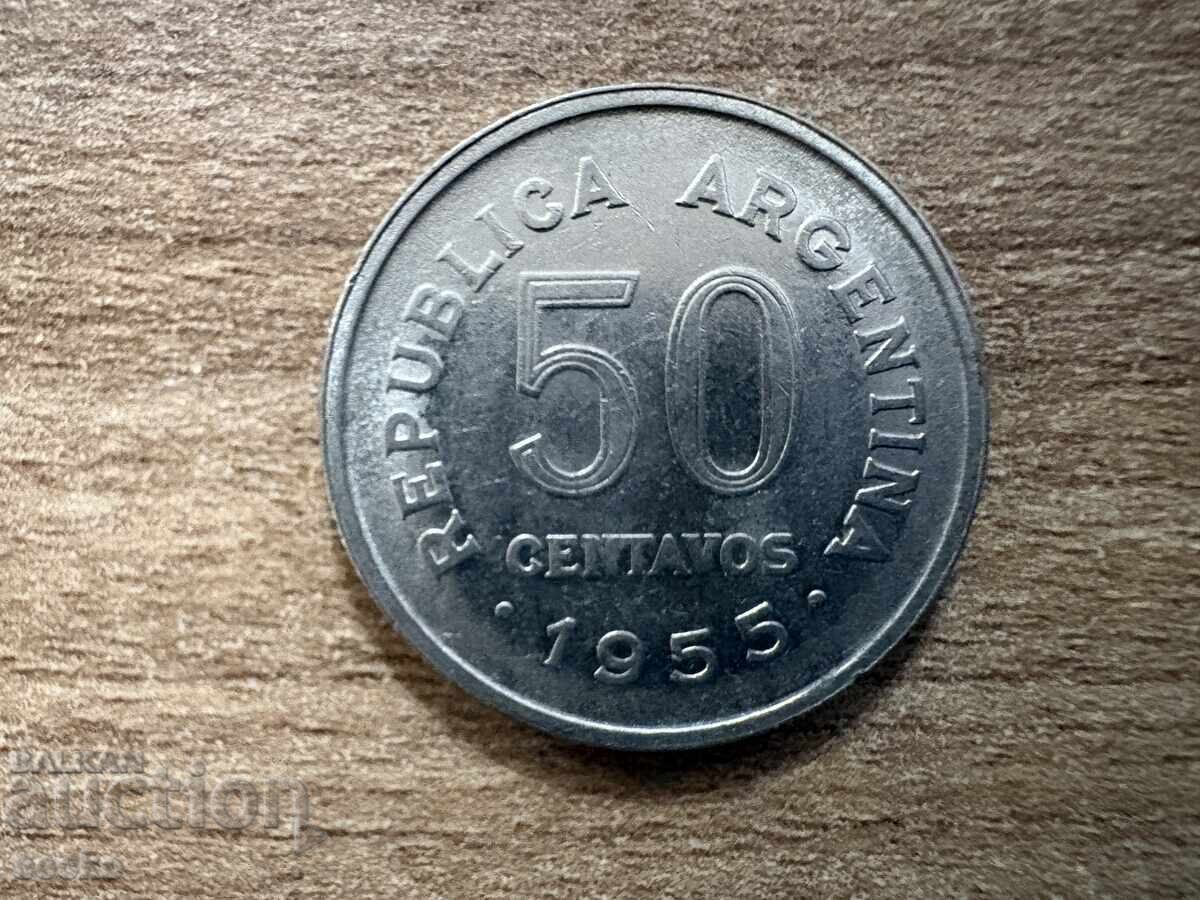 REPUBLICA ARGENTINA
50
CENTAVOS
· 1955 ·
BALKAN
auction